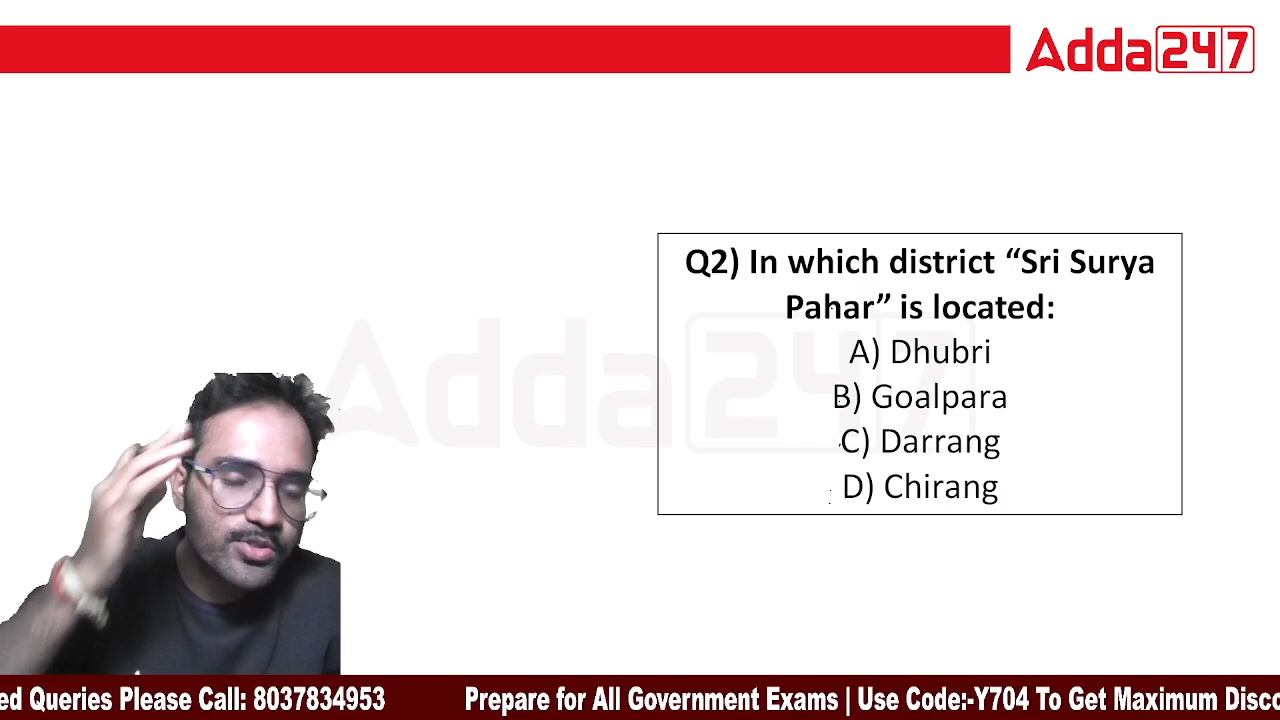 Adda247
Q2) In which district “Sri Surya
Pahar” is located:
A) Dhubri
B) Goalpara
C) Darrang
D) Chirang
Adda247
ed Queries Please Call: 8037834953 Prepare for All Government Exams | Use Code:-Y704 To Get Maximum Disco